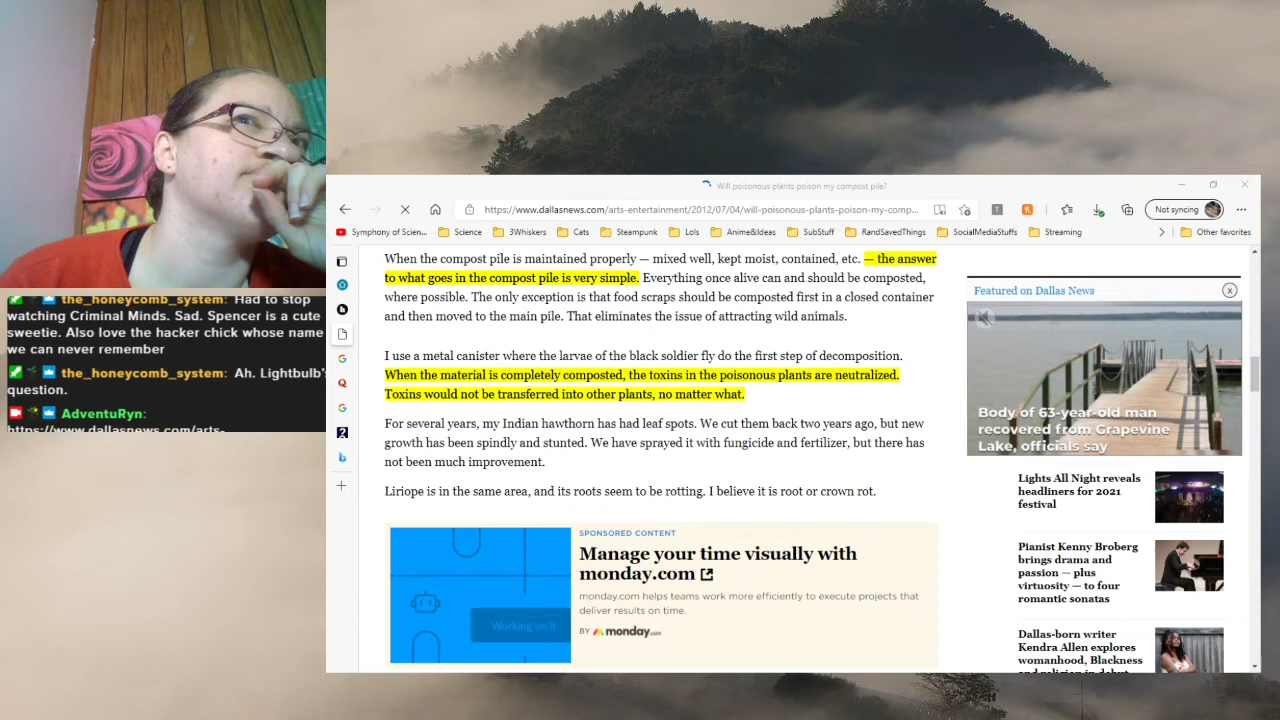 the_honeycomb_system: Had to stop
watching Criminal Minds. Sad. Spencer is a cute
sweetie. Also love the hacker chick whose name
we can never remember
the_honeycomb_system: Ah. Lightbulb's
question.
AdventuRyn:
https://www.dallasnews.com/arts-
Will poisonous plants poison my compost pile?
https://www.dallasnews.com/arts-entertainment/2012/07/04/will-poisonous-plants-poison-my-comp...
Not syncing
Symphony of Scien...
Science
3Whiskers
Cats
Steampunk
Lols
Anime&Ideas
SubStuff
RandSavedThings
SocialMediaStuffs
Streaming
Other favorites
When the compost pile is maintained properly — mixed well, kept moist, contained, etc. — the answer
to what goes in the compost pile is very simple. Everything once alive can and should be composted,
where possible. The only exception is that food scraps should be composted first in a closed container
and then moved to the main pile. That eliminates the issue of attracting wild animals.
I use a metal canister where the larvae of the black soldier fly do the first step of decomposition.
When the material is completely composted, the toxins in the poisonous plants are neutralized.
Toxins would not be transferred into other plants, no matter what.
For several years, my Indian hawthorn has had leaf spots. We cut them back two years ago, but new
growth has been spindly and stunted. We have sprayed it with fungicide and fertilizer, but there has
not been much improvement.
Liriope is in the same area, and its roots seem to be rotting. I believe it is root or crown rot.
Working on it
SPONSORED CONTENT
Manage your time visually with
monday.com
monday.com helps teams work more efficiently to execute projects that
deliver results on time.
BY monday.com
Featured on Dallas News
Body of 63-year-old man
recovered from Grapevine
Lake, officials say
Lights All Night reveals
headliners for 2021
festival
Pianist Kenny Broberg
brings drama and
passion — plus
virtuosity — to four
romantic sonatas
Dallas-born writer
Kendra Allen explores
womanhood, Blackness
and religion in debut